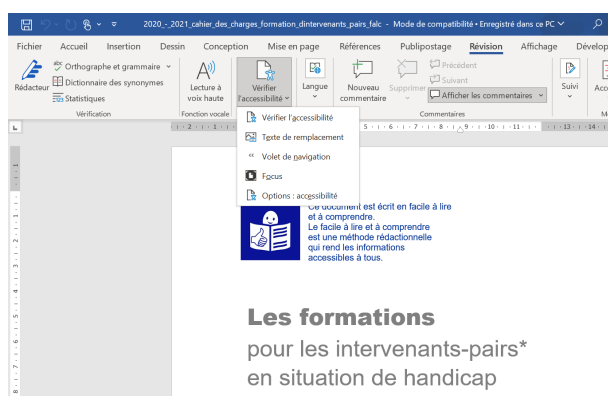 2020_-_2021_cahier_des_charges_formation_dintervenants_pairs_falc - Mode de compatibilité • Enregistré dans ce PC
Fichier Accueil Insertion Dessin Conception Mise en page Références Publipostage Révision Affichage Dévelop
Rédacteur
Orthographe et grammaire
Dictionnaire des synonymes
Statistiques
Vérification
Lecture à
voix haute
Fonction vocale
Vérifier
l'accessibilité
Langue
Nouveau
commentaire
Supprimer
Précédent
Suivant
Afficher les commentaires
Commentaires
Suivi
Vérifier l'accessibilité
Texte de remplacement
Volet de navigation
Focus
Options : accessibilité
Ce document est écrit en facile à lire
et à comprendre.
Le facile à lire et à comprendre
est une méthode rédactionnelle
qui rend les informations
accessibles à tous.
Les formations
pour les intervenants-pairs*
en situation de handicap